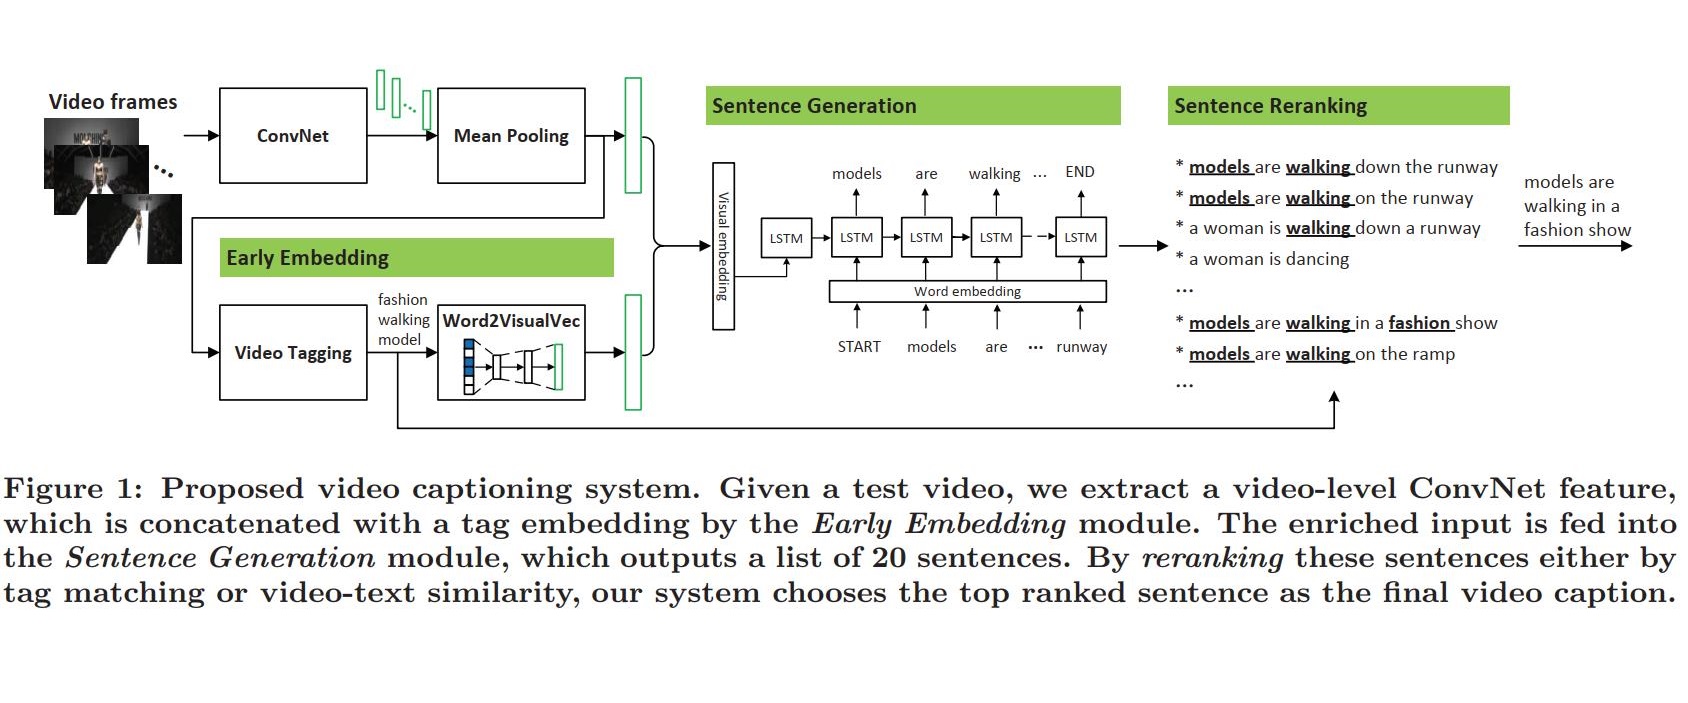 Video frames
ConvNet
Mean Pooling
Early Embedding
Video Tagging
fashion
walking
model
Word2VisualVec
Visual embedding
Sentence Generation
models are walking ... END
LSTM LSTM LSTM LSTM LSTM
Word embedding
START models are ... runway
Sentence Reranking
* models are walking down the runway
* models are walking on the runway
* a woman is walking down a runway
* a woman is dancing
...
* models are walking in a fashion show
* models are walking on the ramp
...
models are
walking in a
fashion show
Figure 1: Proposed video captioning system. Given a test video, we extract a video-level ConvNet feature,
which is concatenated with a tag embedding by the Early Embedding module. The enriched input is fed into
the Sentence Generation module, which outputs a list of 20 sentences. By reranking these sentences either by
tag matching or video-text similarity, our system chooses the top ranked sentence as the final video caption.